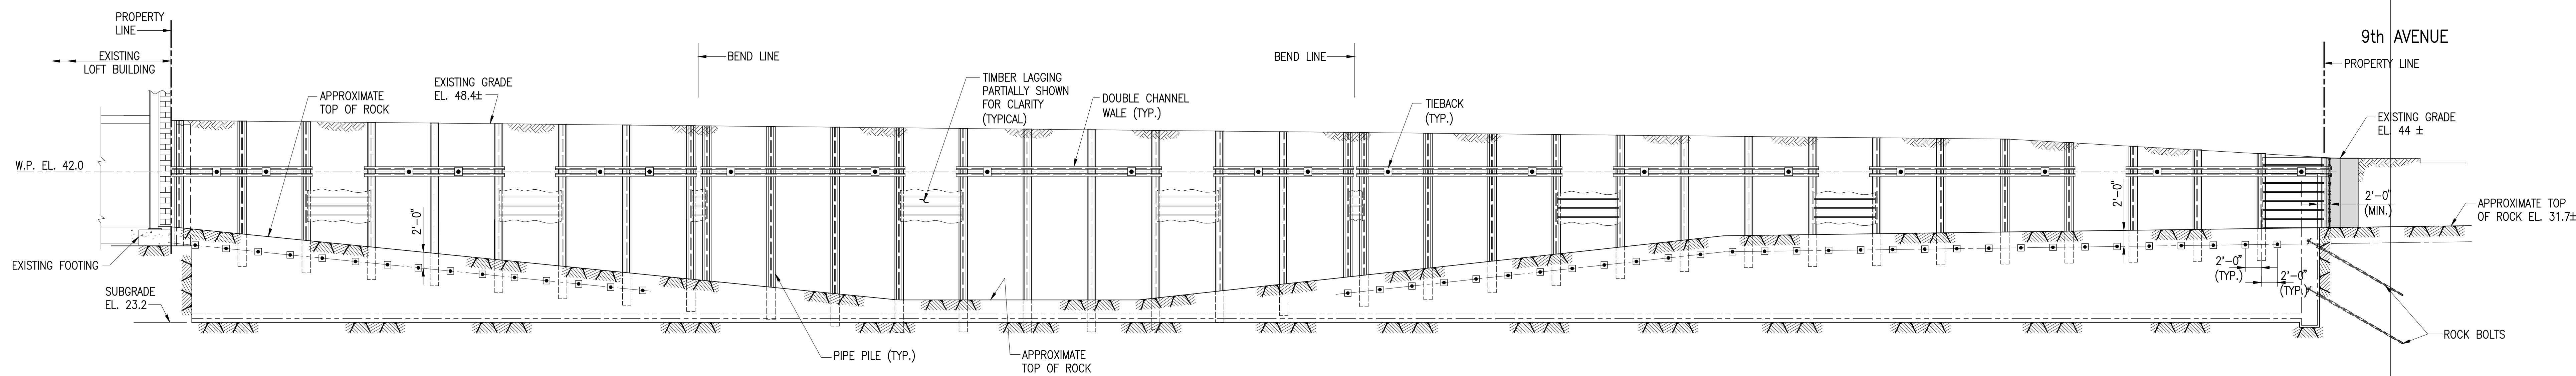 PROPERTY
LINE
EXISTING
LOFT BUILDING
W.P. EL. 42.0
EXISTING FOOTING
SUBGRADE
EL. 23.2
APPROXIMATE
TOP OF ROCK
EXISTING GRADE
EL. 48.4±
2'-0"
BEND LINE
TIMBER LAGGING
PARTIALLY SHOWN
FOR CLARITY
(TYPICAL)
DOUBLE CHANNEL
WALE (TYP.)
PIPE PILE (TYP.)
APPROXIMATE
TOP OF ROCK
BEND LINE
TIEBACK
(TYP.)
9th AVENUE
PROPERTY LINE
EXISTING GRADE
EL. 44 ±
2'-0"
2'-0"
(MIN.)
APPROXIMATE TOP
OF ROCK EL. 31.7±
2'-0"
(TYP.)
2'-0"
(TYP.)
ROCK BOLTS